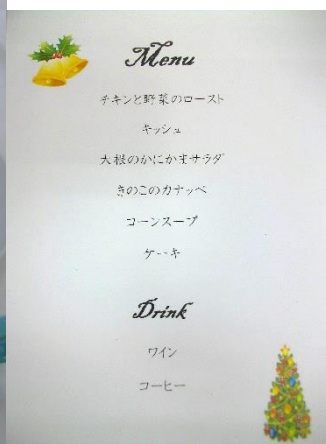 Menu
チキンと野菜のロースト
キッシュ
大根のかにかまサラダ
きのこのカナッペ
コーンスープ
ケーキ
Drink
ワイン
コーヒー